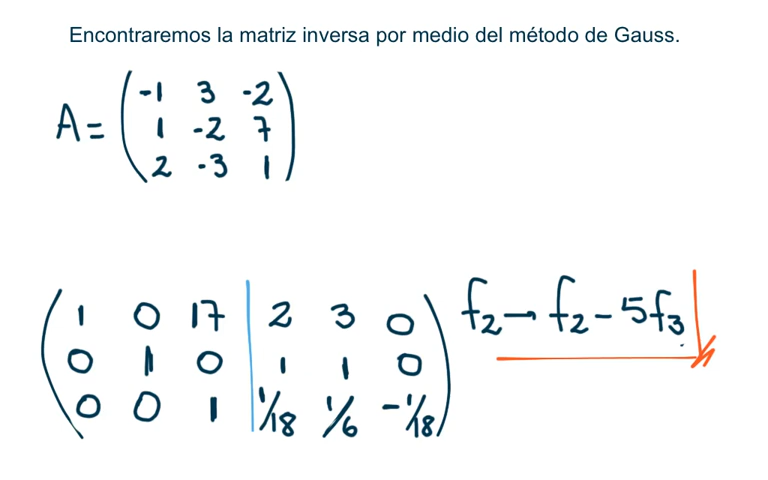 Encontraremos la matriz inversa por medio del método de Gauss.
A= ( -1 3 -2
1 -2 7
2 -3 1 )
( 1 0 17 | 2 3 0 ) f₂→f₂-5f₃
0 1 0 | 1 1 0
0 0 1 | 1/18 1/6 -1/18 )